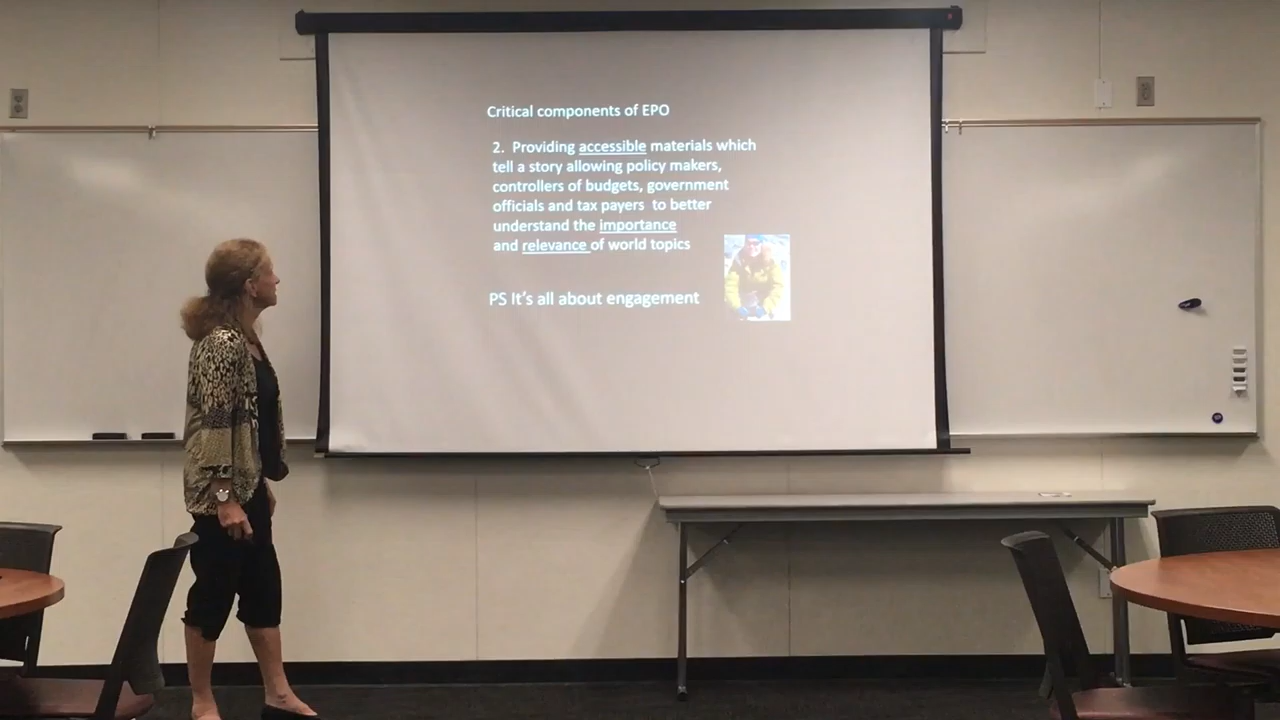 Critical components of EPO
2. Providing accessible materials which
tell a story allowing policy makers,
controllers of budgets, government
officials and tax payers to better
understand the importance
and relevance of world topics
PS It's all about engagement